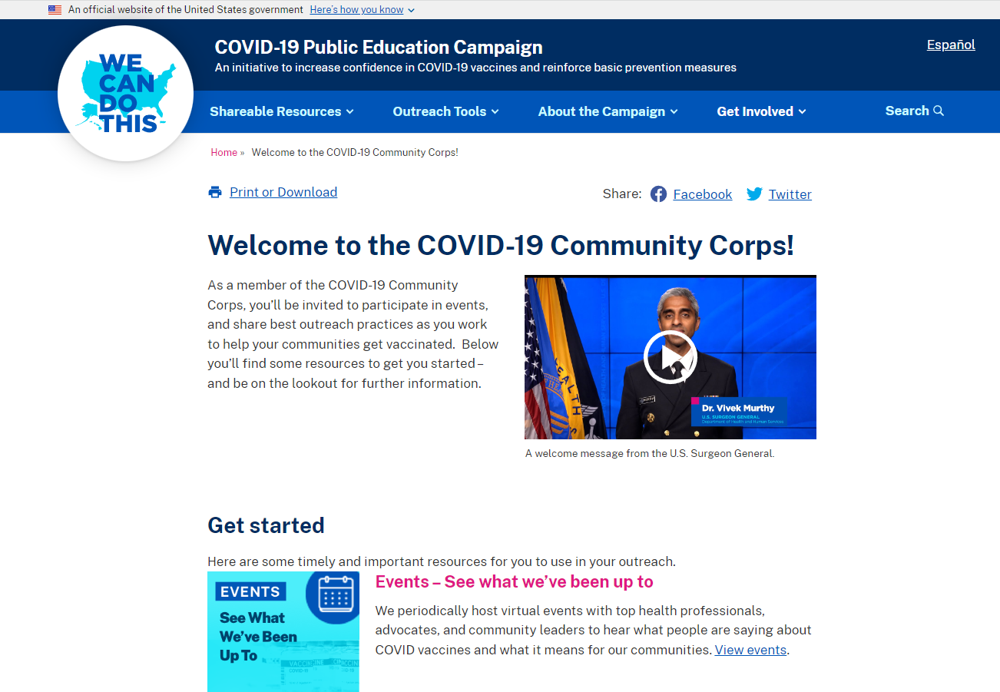 An official website of the United States government Here's how you know
WE
CAN
DO
THIS
COVID-19 Public Education Campaign
An initiative to increase confidence in COVID-19 vaccines and reinforce basic prevention measures
Español
Shareable Resources Outreach Tools About the Campaign Get Involved Search
Home » Welcome to the COVID-19 Community Corps!
Print or Download
Share: Facebook Twitter
Welcome to the COVID-19 Community Corps!
As a member of the COVID-19 Community
Corps, you'll be invited to participate in events,
and share best outreach practices as you work
to help your communities get vaccinated. Below
you'll find some resources to get you started –
and be on the lookout for further information.
HEALTH
Dr. Vivek Murthy
U.S. SURGEON GENERAL
Department of Health and Human Services
A welcome message from the U.S. Surgeon General.
Get started
Here are some timely and important resources for you to use in your outreach.
EVENTS
See What
We've Been
Up To
Events – See what we've been up to
We periodically host virtual events with top health professionals,
advocates, and community leaders to hear what people are saying about
COVID vaccines and what it means for our communities. View events.